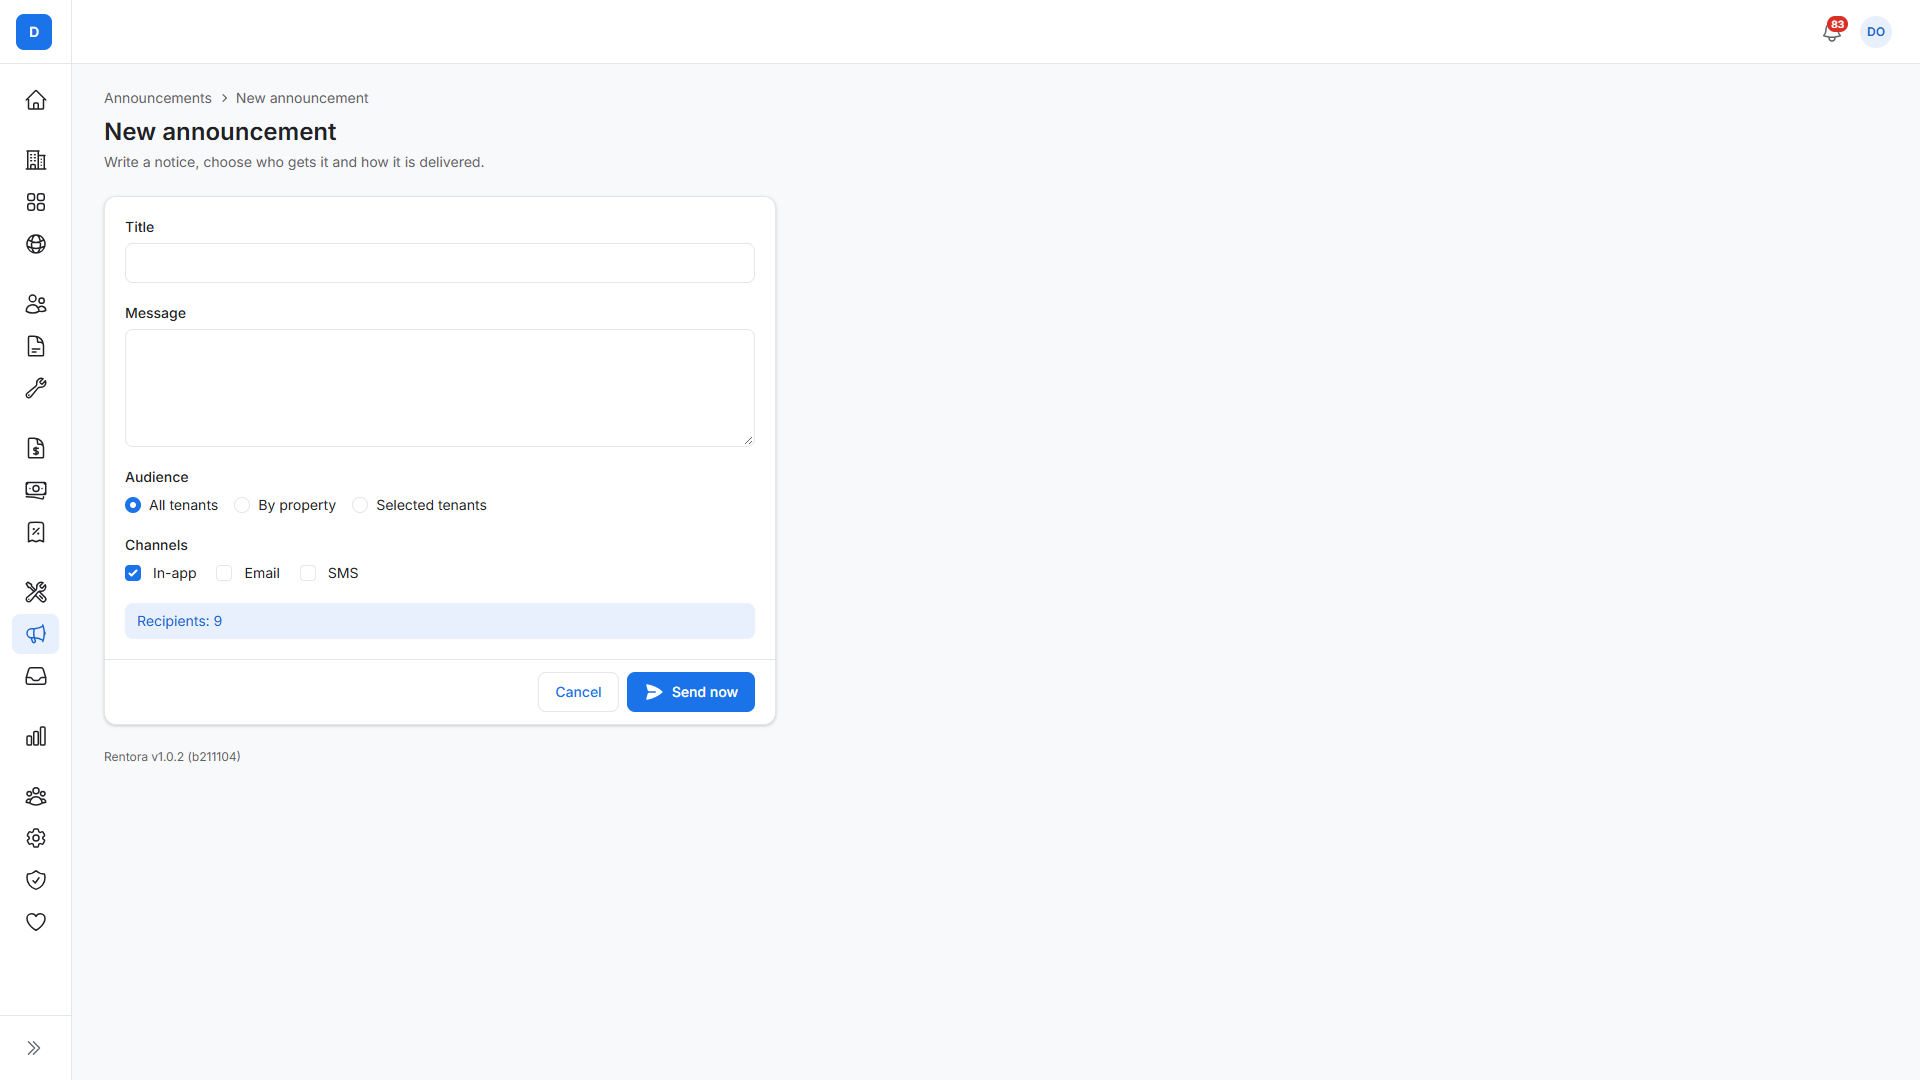 D
83
DO
Announcements > New announcement
New announcement
Write a notice, choose who gets it and how it is delivered.
Title
Message
Audience
All tenants By property Selected tenants
Channels
In-app Email SMS
Recipients: 9
Cancel Send now
Rentora v1.0.2 (b211104)